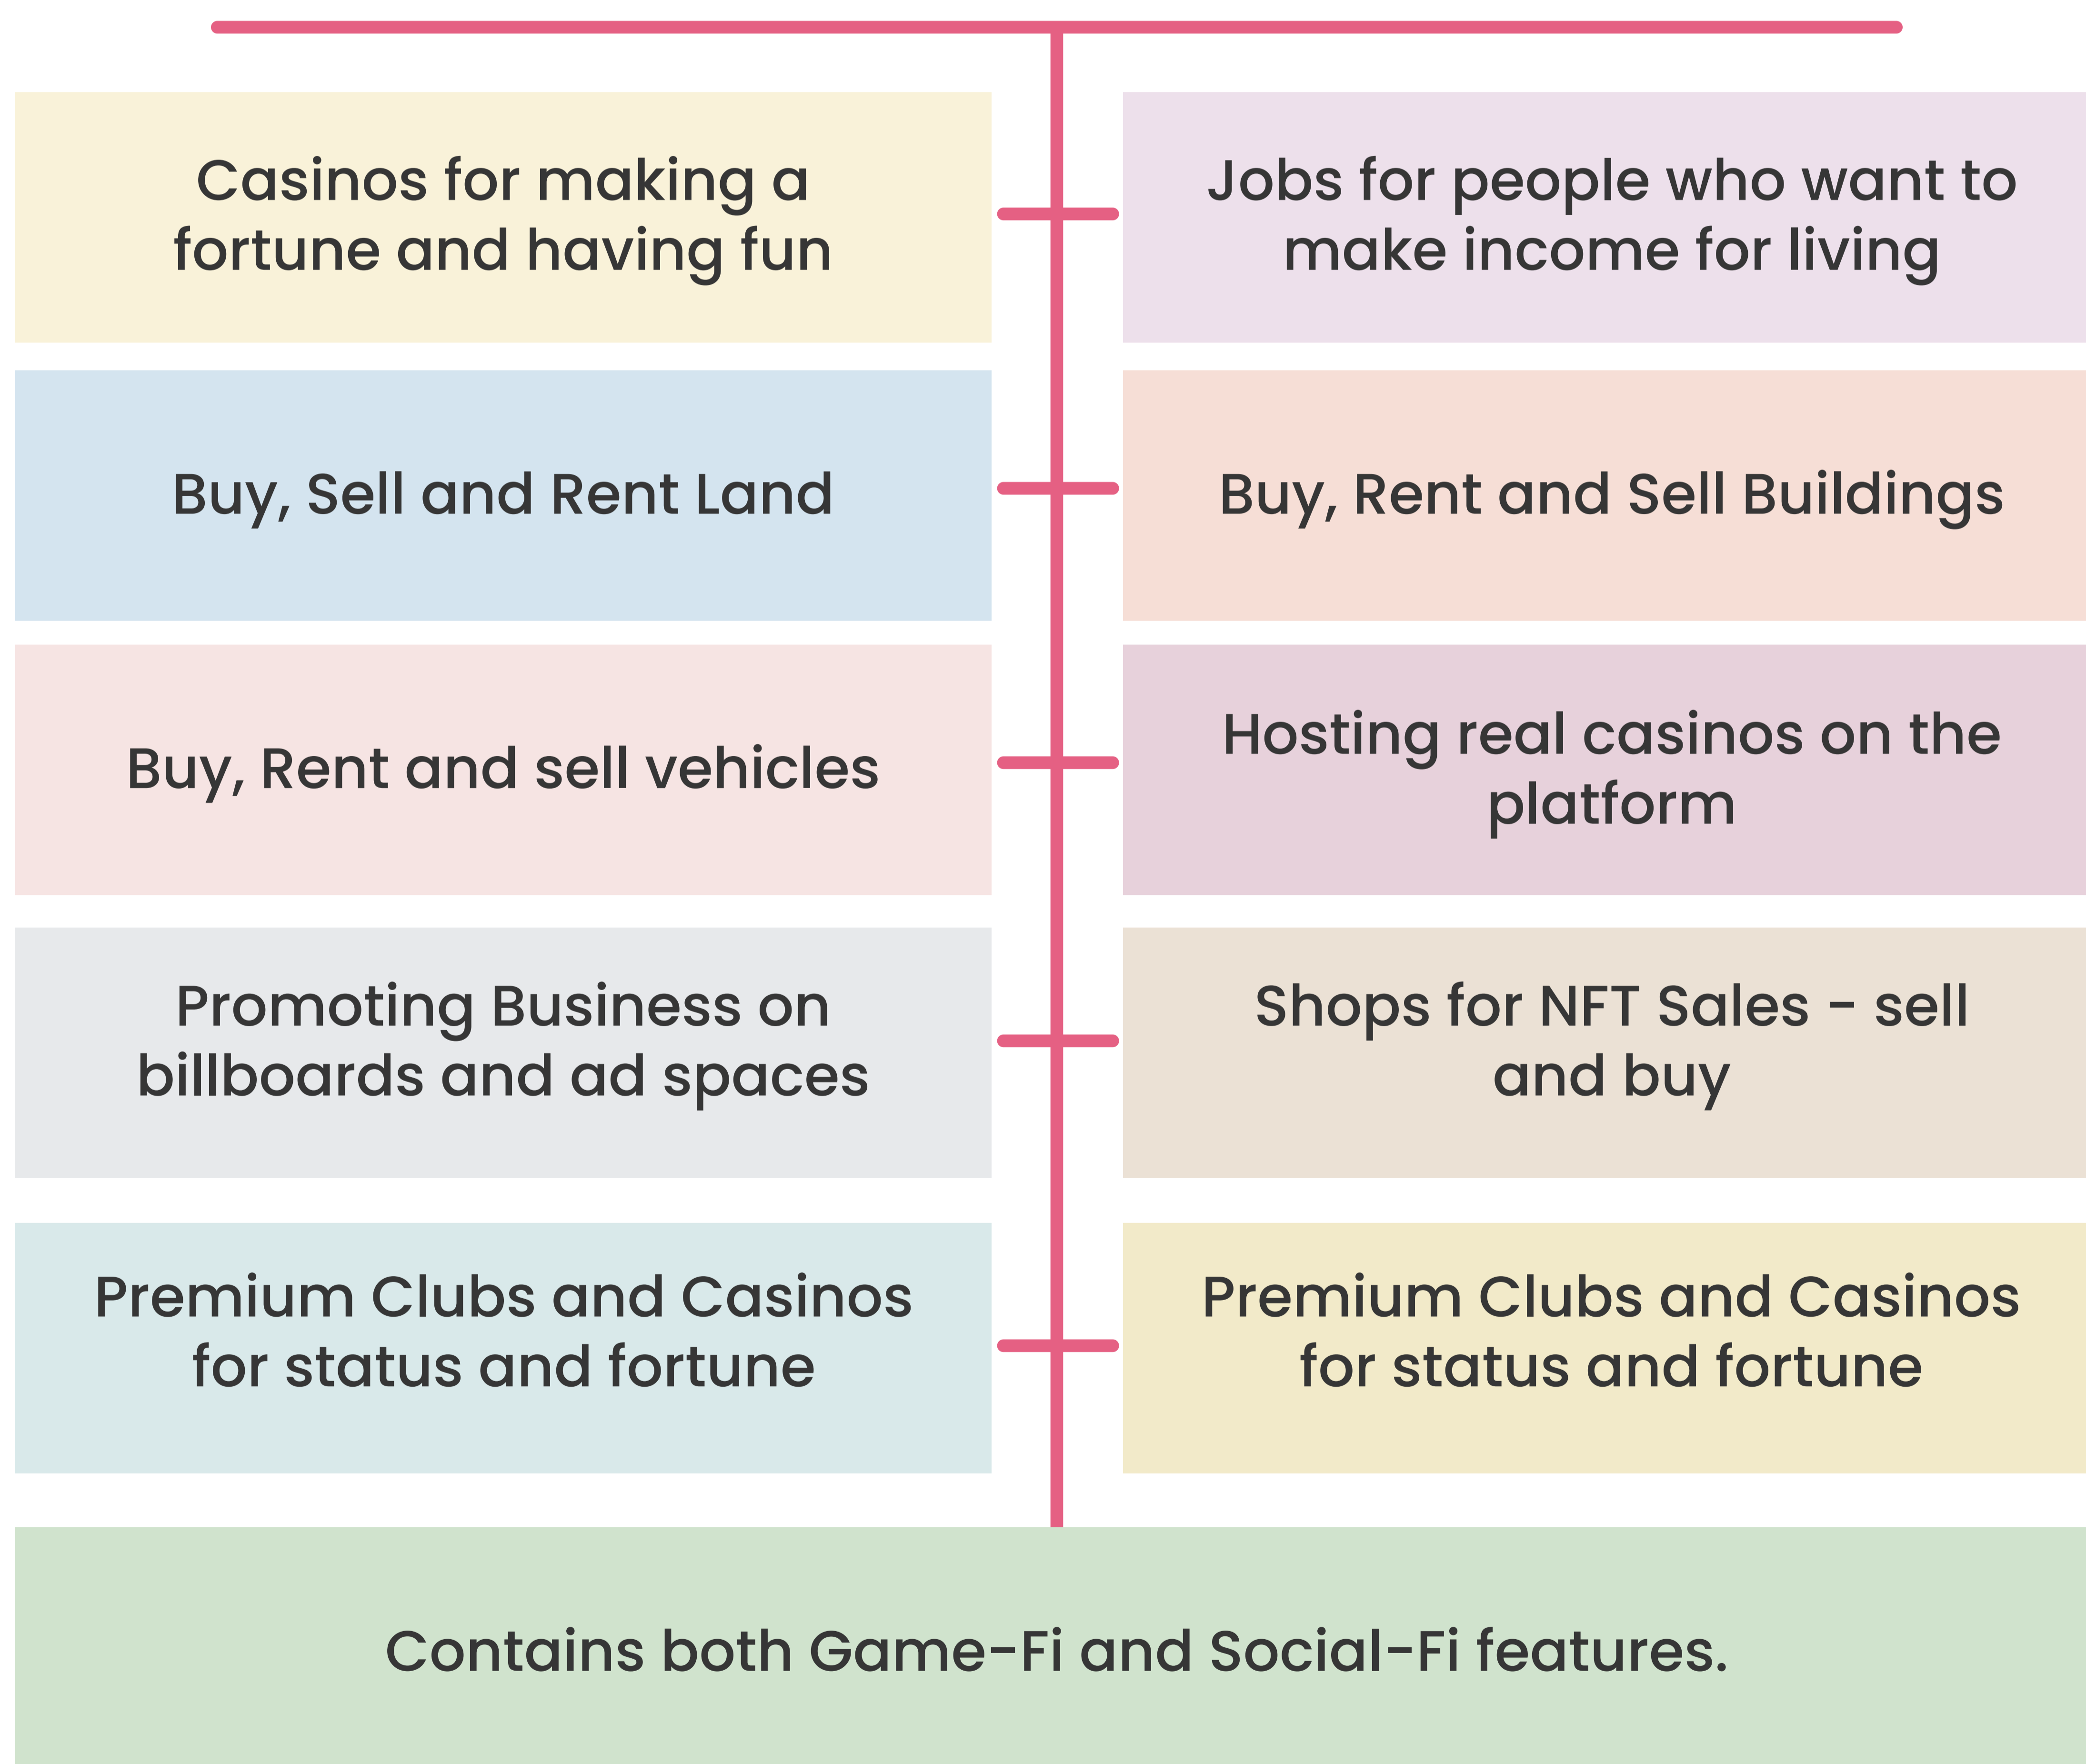 Casinos for making a
fortune and having fun
Jobs for people who want to
make income for living
Buy, Sell and Rent Land
Buy, Rent and Sell Buildings
Buy, Rent and sell vehicles
Hosting real casinos on the
platform
Promoting Business on
billboards and ad spaces
Shops for NFT Sales - sell
and buy
Premium Clubs and Casinos
for status and fortune
Premium Clubs and Casinos
for status and fortune
Contains both Game-Fi and Social-Fi features.